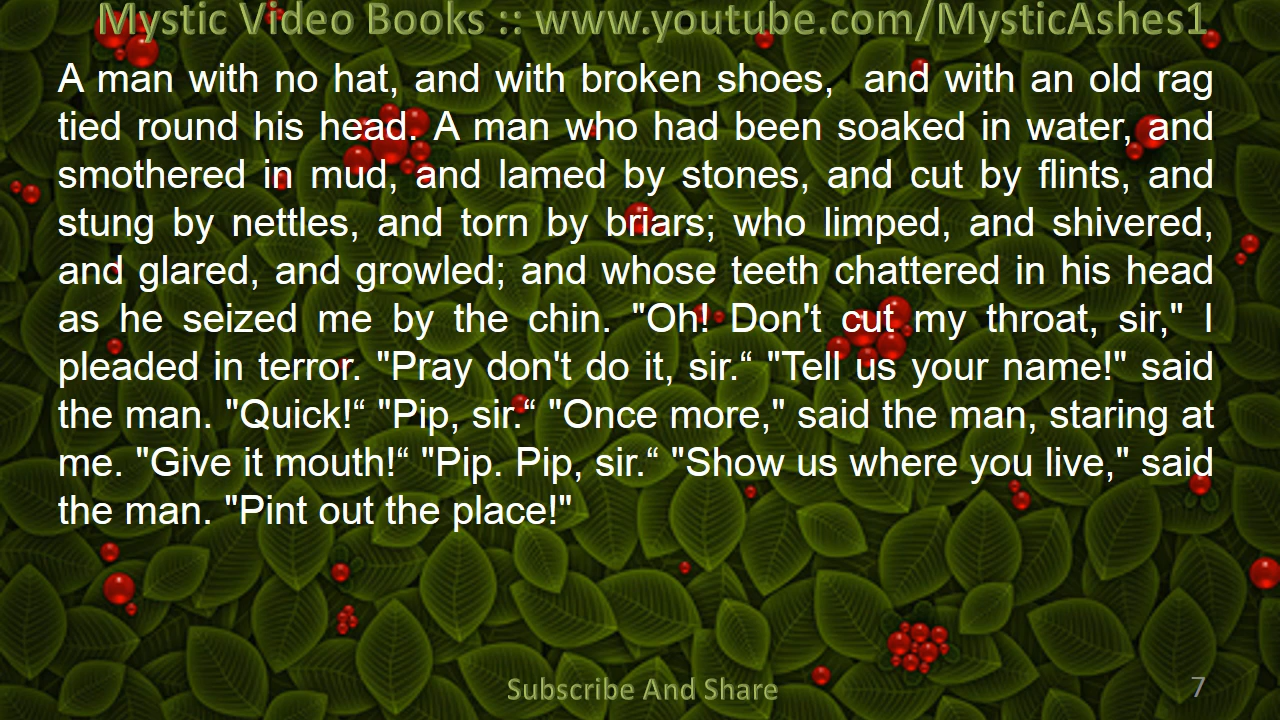 Mystic Video Books :: www.youtube.com/MysticAshes1
A man with no hat, and with broken shoes,  and with an old rag
tied round his head. A man who had been soaked in water, and
smothered in mud, and lamed by stones, and cut by flints, and
stung by nettles, and torn by briars; who limped, and shivered,
and glared, and growled; and whose teeth chattered in his head
as he seized me by the chin. "Oh! Don't cut my throat, sir," I
pleaded in terror. "Pray don't do it, sir.“ "Tell us your name!" said
the man. "Quick!“ "Pip, sir.“ "Once more," said the man, staring at
me. "Give it mouth!“ "Pip. Pip, sir.“ "Show us where you live," said
the man. "Pint out the place!"
Subscribe And Share
7